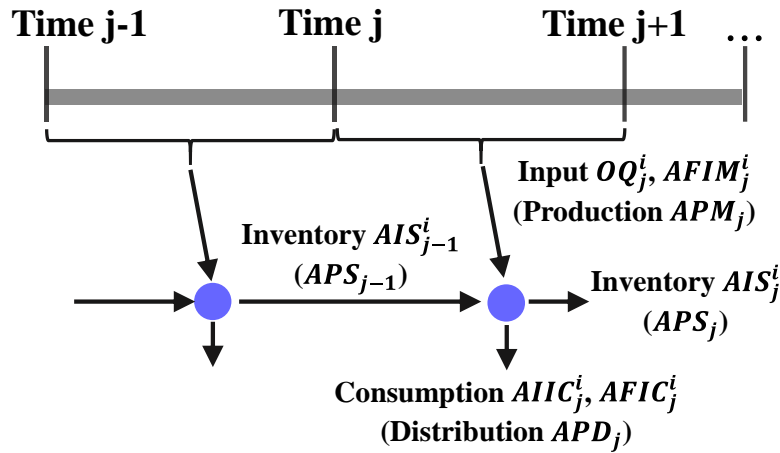 Time j-1 Time j Time j+1 ...
Input $OQ_j^i$, $AFIM_j^i$
(Production $APM_j$)
Inventory $AIS_{j-1}^i$
($APS_{j-1}$)
Inventory $AIS_j^i$
($APS_j$)
Consumption $AIIC_j^i$, $AFIC_j^i$
(Distribution $APD_j$)